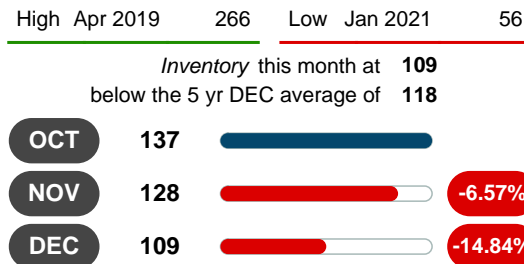 High Apr 2019 266 Low Jan 2021 56
Inventory this month at 109
below the 5 yr DEC average of 118
OCT 137
NOV 128 -6.57%
DEC 109 -14.84%